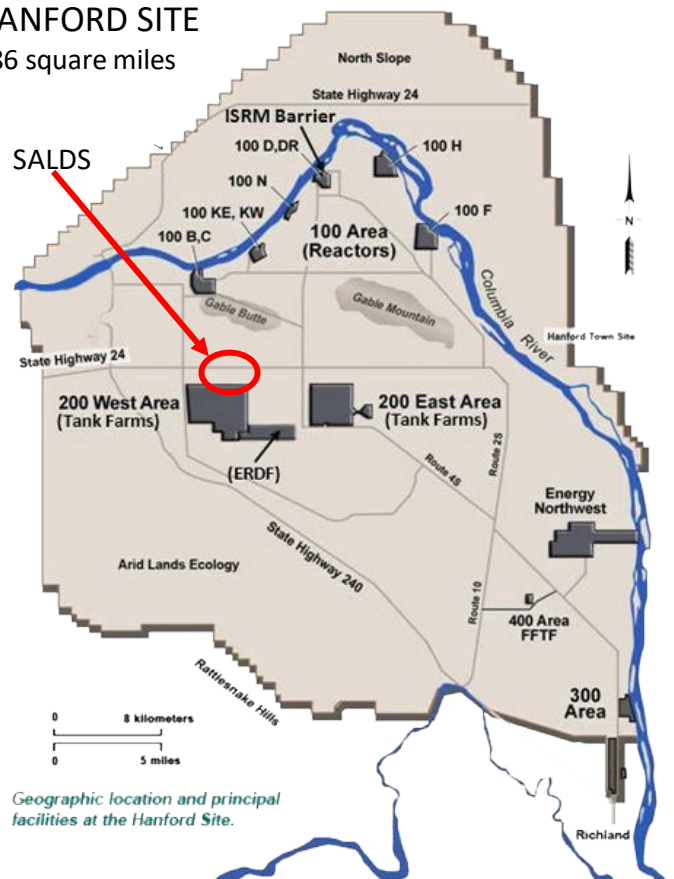 ANFORD SITE
36 square miles
North Slope
State Highway 24
ISRM Barrier
100 D,DR
100 H
SALDS
100 N
100 KE, KW
100 F
N
100 B,C
100 Area
(Reactors)
Columbia River
Gable Butte
Gable Mountain
Hanford Town Site
State Highway 24
200 West Area
(Tank Farms)
200 East Area
(Tank Farms)
(ERDF)
Route 4S
Route 2S
Energy
Northwest
State Highway 240
Arid Lands Ecology
Route 10
400 Area
FFTF
Rattlesnake Hills
300
Area
0 8 kilometers
0 5 miles
Geographic location and principal
facilities at the Hanford Site.
Richland